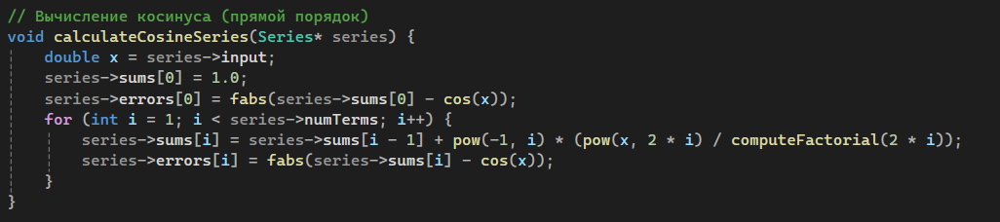 // Вычисление косинуса (прямой порядок)
void calculateCosineSeries(Series* series) {
    double x = series->input;
    series->sums[0] = 1.0;
    series->errors[0] = fabs(series->sums[0] - cos(x));
    for (int i = 1; i < series->numTerms; i++) {
        series->sums[i] = series->sums[i - 1] + pow(-1, i) * (pow(x, 2 * i) / computeFactorial(2 * i));
        series->errors[i] = fabs(series->sums[i] - cos(x));
    }
}